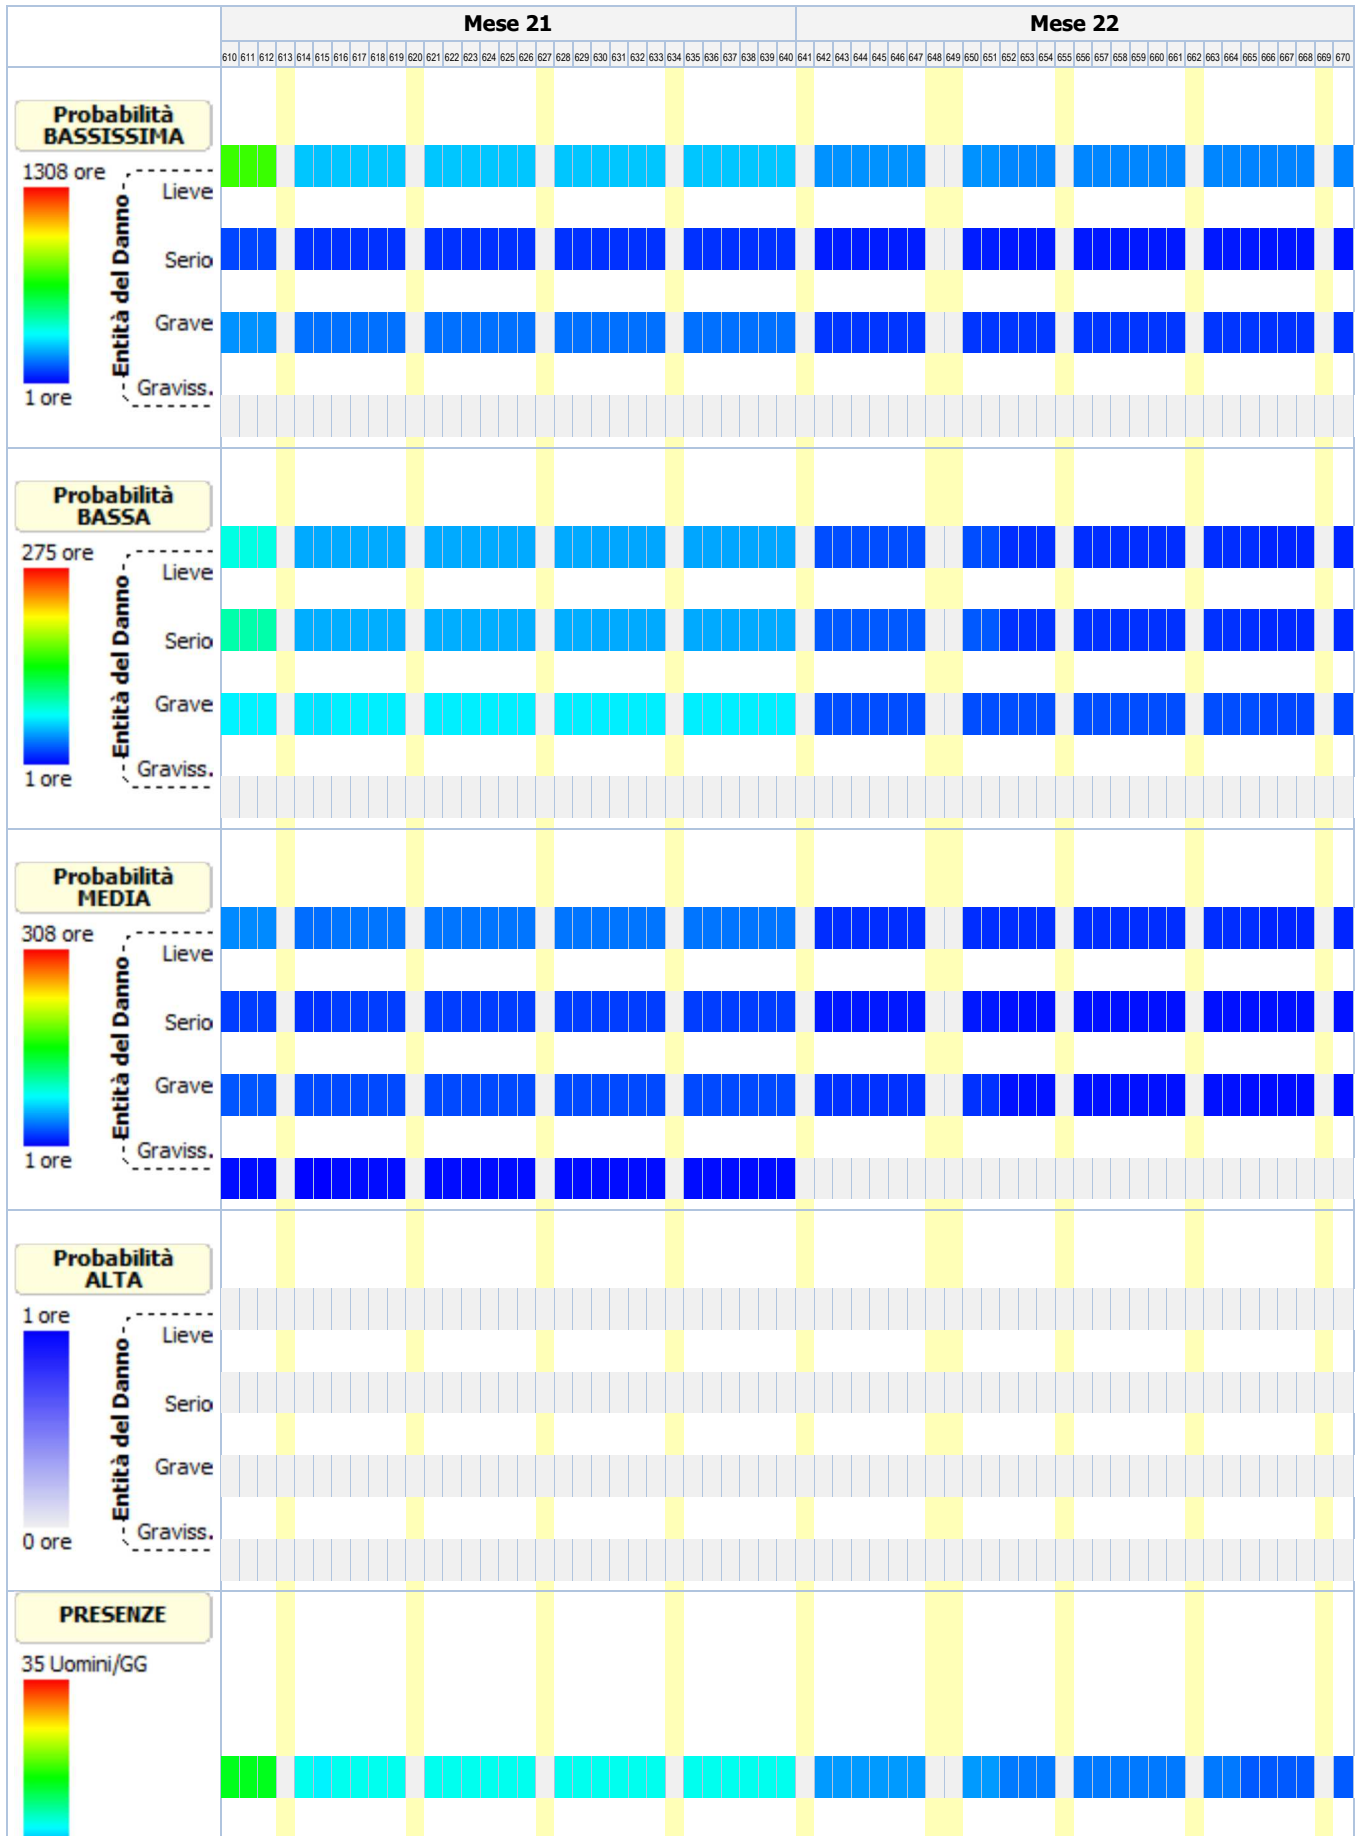 Mese 21 Mese 22
610 611 612 613 614 615 616 617 618 619 620 621 622 623 624 625 626 627 628 629 630 631 632 633 634 635 636 637 638 639 640 641 642 643 644 645 646 647 648 649 650 651 652 653 654 655 656 657 658 659 660 661 662 663 664 665 666 667 668 669 670
Probabilità
BASSISSIMA
1308 ore
Lieve
Serio
Grave
Graviss.
Entità del Danno
1 ore
Probabilità
BASSA
275 ore
Lieve
Serio
Grave
Graviss.
Entità del Danno
1 ore
Probabilità
MEDIA
308 ore
Lieve
Serio
Grave
Graviss.
Entità del Danno
1 ore
Probabilità
ALTA
1 ore
Lieve
Serio
Grave
Graviss.
Entità del Danno
0 ore
PRESENZE
35 Uomini/GG